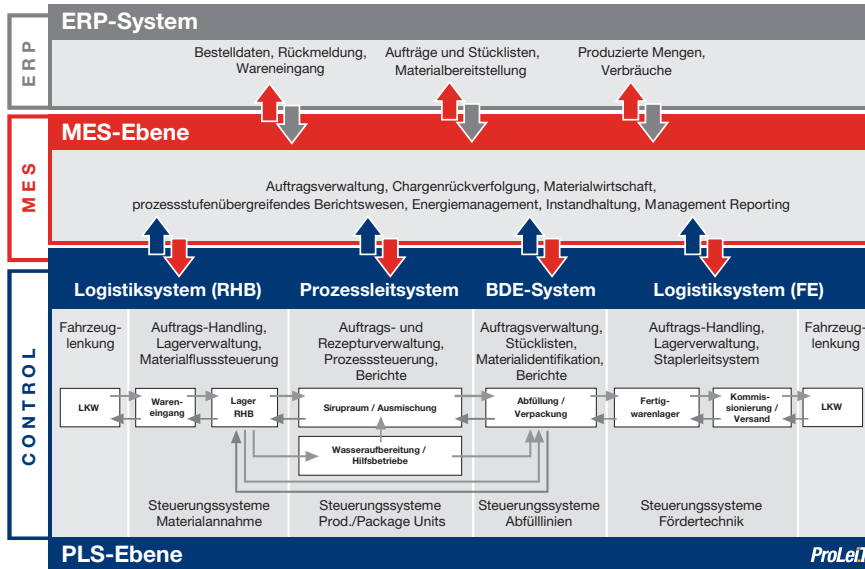 ERP-System
ERP
Bestelldaten, Rückmeldung,
Wareneingang
Aufträge und Stücklisten,
Materialbereitstellung
Produzierte Mengen,
Verbräuche
MES-Ebene
MES
Auftragsverwaltung, Chargenrückverfolgung, Materialwirtschaft,
prozessstufenübergreifendes Berichtswesen, Energiemanagement, Instandhaltung, Management Reporting
CONTROL
Logistiksystem (RHB)
Prozessleitsystem
BDE-System
Logistiksystem (FE)
Fahrzeug-
lenkung
Auftrags-Handling,
Lagerverwaltung,
Materialflusssteuerung
Auftrags- und
Rezepturverwaltung,
Prozesssteuerung,
Berichte
Auftragsverwaltung,
Stücklisten,
Materialidentifikation,
Berichte
Auftrags-Handling,
Lagerverwaltung,
Staplerleitsystem
Fahrzeug-
lenkung
LKW
Waren-
eingang
Lager
RHB
Sirupraum / Ausmischung
Abfüllung /
Verpackung
Fertig-
warenlager
Kommis-
sionierung /
Versand
LKW
Wasseraufbereitung /
Hilfsbetriebe
Steuerungssysteme
Materialannahme
Steuerungssysteme
Prod./Package Units
Steuerungssysteme
Abfülllinien
Steuerungssysteme
Fördertechnik
PLS-Ebene
ProLeiT